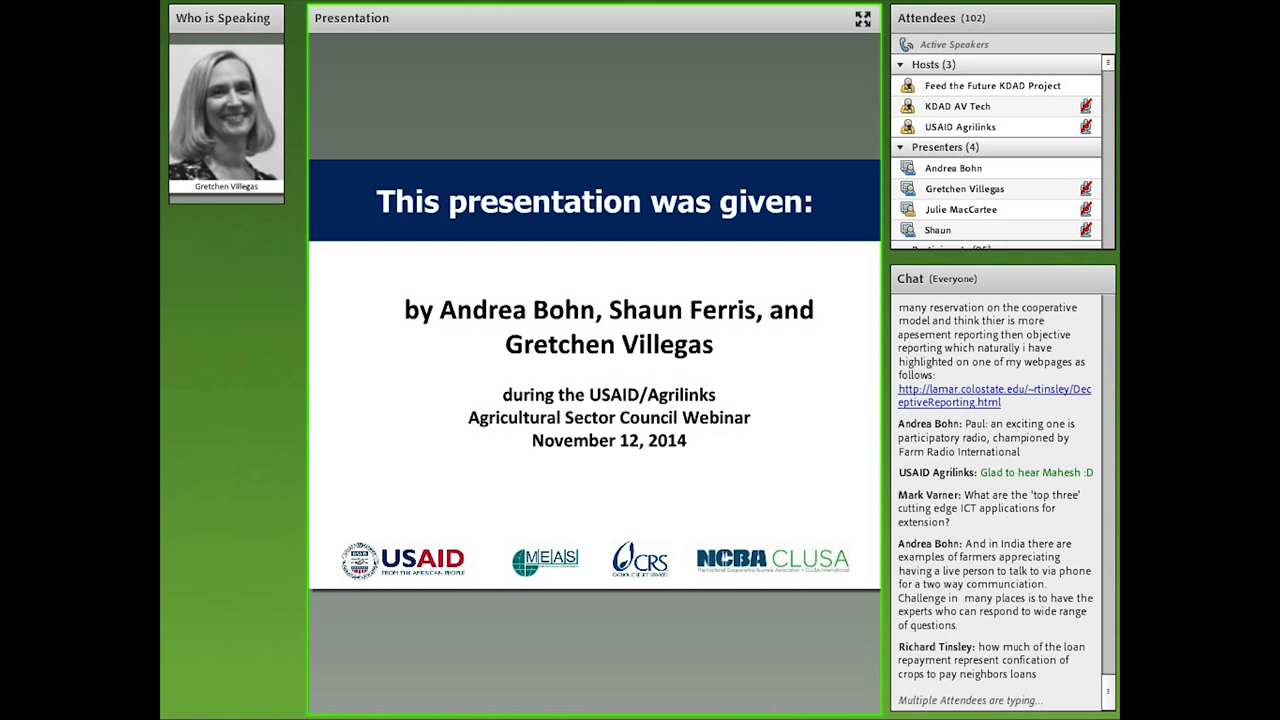 Who is Speaking
Gretchen Villegas
Presentation
This presentation was given:
by Andrea Bohn, Shaun Ferris, and
Gretchen Villegas
during the USAID/Agrilinks
Agricultural Sector Council Webinar
November 12, 2014
USAID
FROM THE AMERICAN PEOPLE
MEAS
CRS
CATHOLIC RELIEF SERVICES
NCBA CLUSA
Attendees (102)
Active Speakers
Hosts (3)
Feed the Future KDAD Project
KDAD AV Tech
USAID Agrilinks
Presenters (4)
Andrea Bohn
Gretchen Villegas
Julie MacCartee
Shaun
Chat (Everyone)
many reservation on the cooperative
model and think thier is more
apesement reporting then objective
reporting which naturally i have
highlighted on one of my webpages as
follows:
http://lamar.colostate.edu/~rtinsley/Dec
eptiveReporting.html
Andrea Bohn: Paul: an exciting one is
participatory radio, championed by
Farm Radio International
USAID Agrilinks: Glad to hear Mahesh :D
Mark Varner: What are the 'top three'
cutting edge ICT applications for
extension?
Andrea Bohn: And in India there are
examples of farmers appreciating
having a live person to talk to via phone
for a two way communciation.
Challenge in many places is to have the
experts who can respond to wide range
of questions.
Richard Tinsley: how much of the loan
repayment represent confication of
crops to pay neighbors loans
Multiple Attendees are typing...